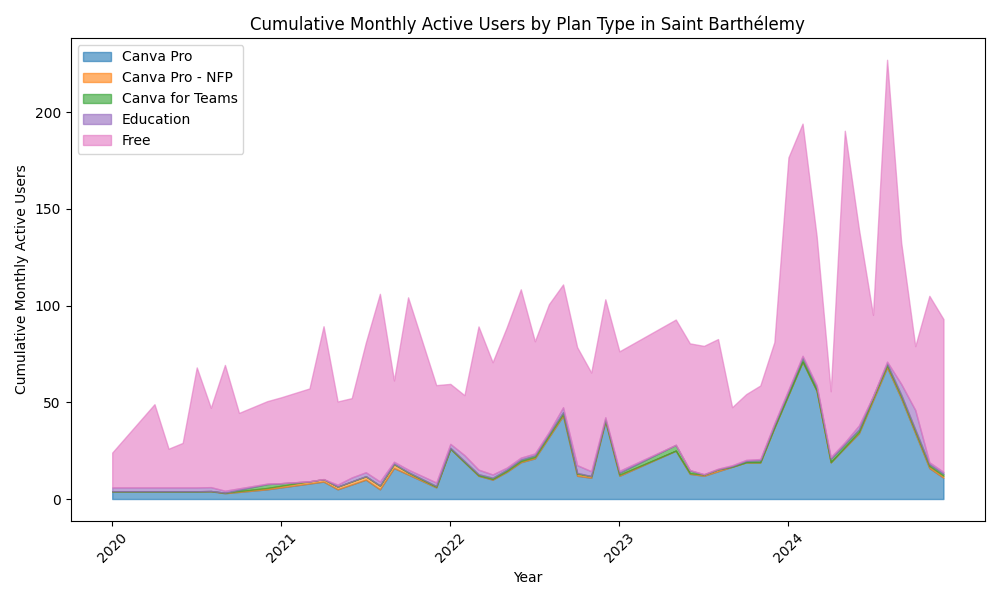 Cumulative Monthly Active Users by Plan Type in Saint Barthélemy
Canva Pro
Canva Pro - NFP
Canva for Teams
Education
Free
Cumulative Monthly Active Users
200
150
100
50
0
2020
2021
2022
2023
2024
Year